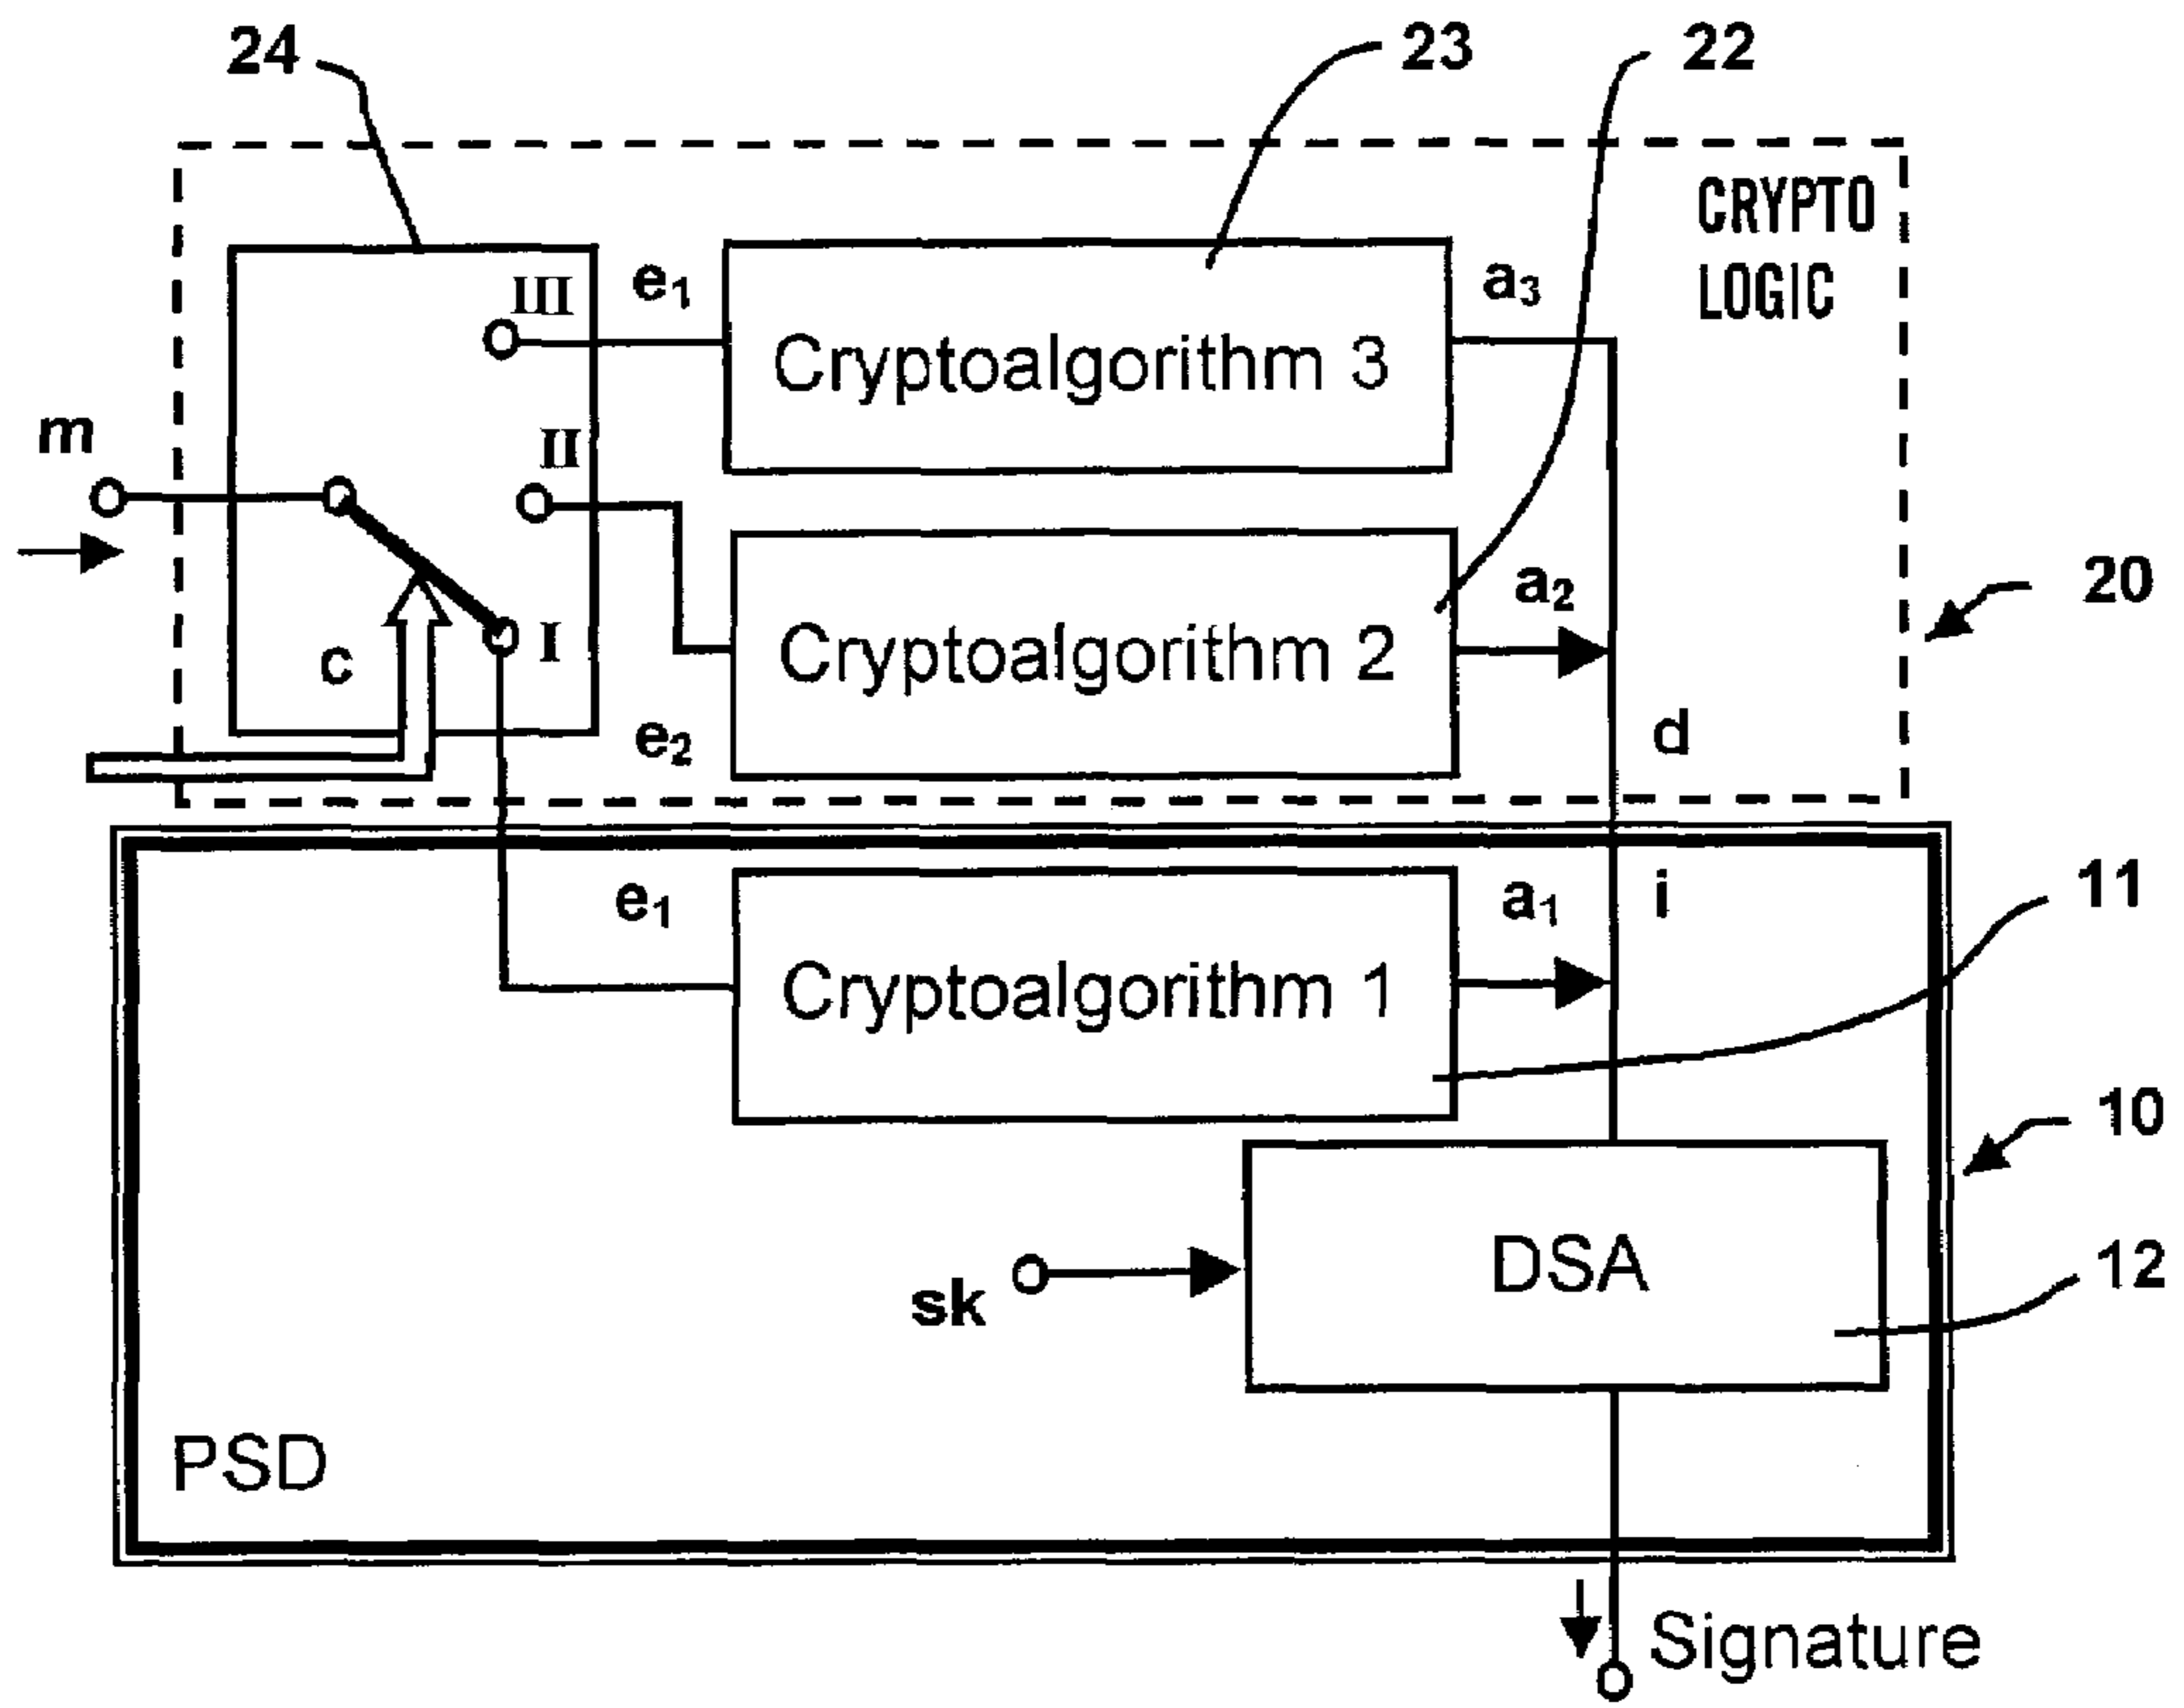 24
23
22
CRYPTO
LOGIC
III
e1
a3
Cryptoalgorithm 3
m
II
a2
20
Cryptoalgorithm 2
c
I
e2
d
e1
a1
i
11
Cryptoalgorithm 1
10
DSA
12
sk
PSD
Signature